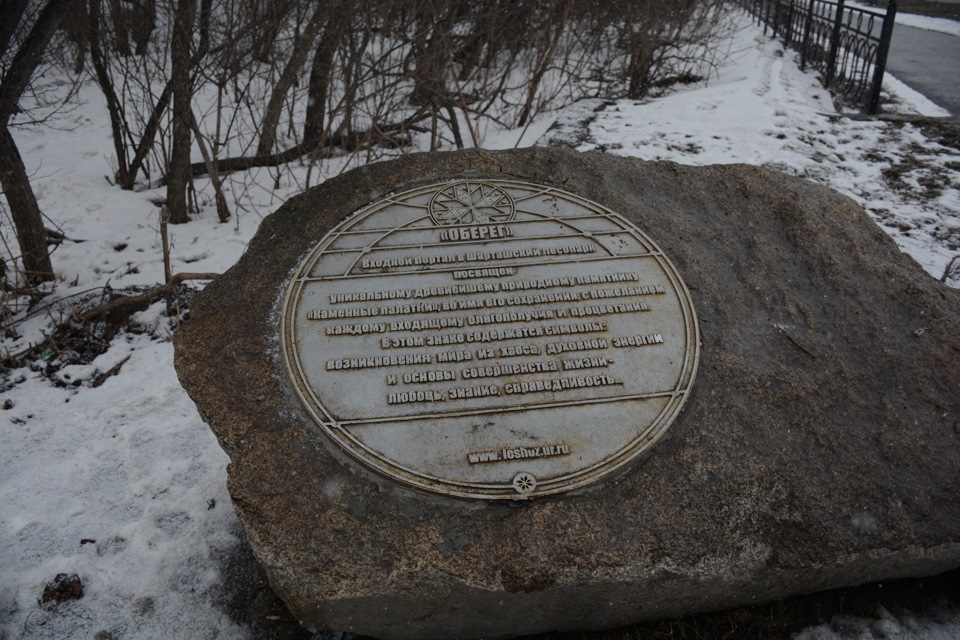 «ОБЕРЕГ»
Входной портал в Шарташский лесопарк
посвящен
уникальному древнейшему природному памятнику
«Каменные палатки» во имя его сохранения, с пожеланием
каждому входящему благополучия и процветания
в этом знаке содержатся символы:
возникновения мира из хаоса, духовной энергии
и основы совершенства жизни-
любовь, знание, справедливость.
www.leshoz.ur.ru